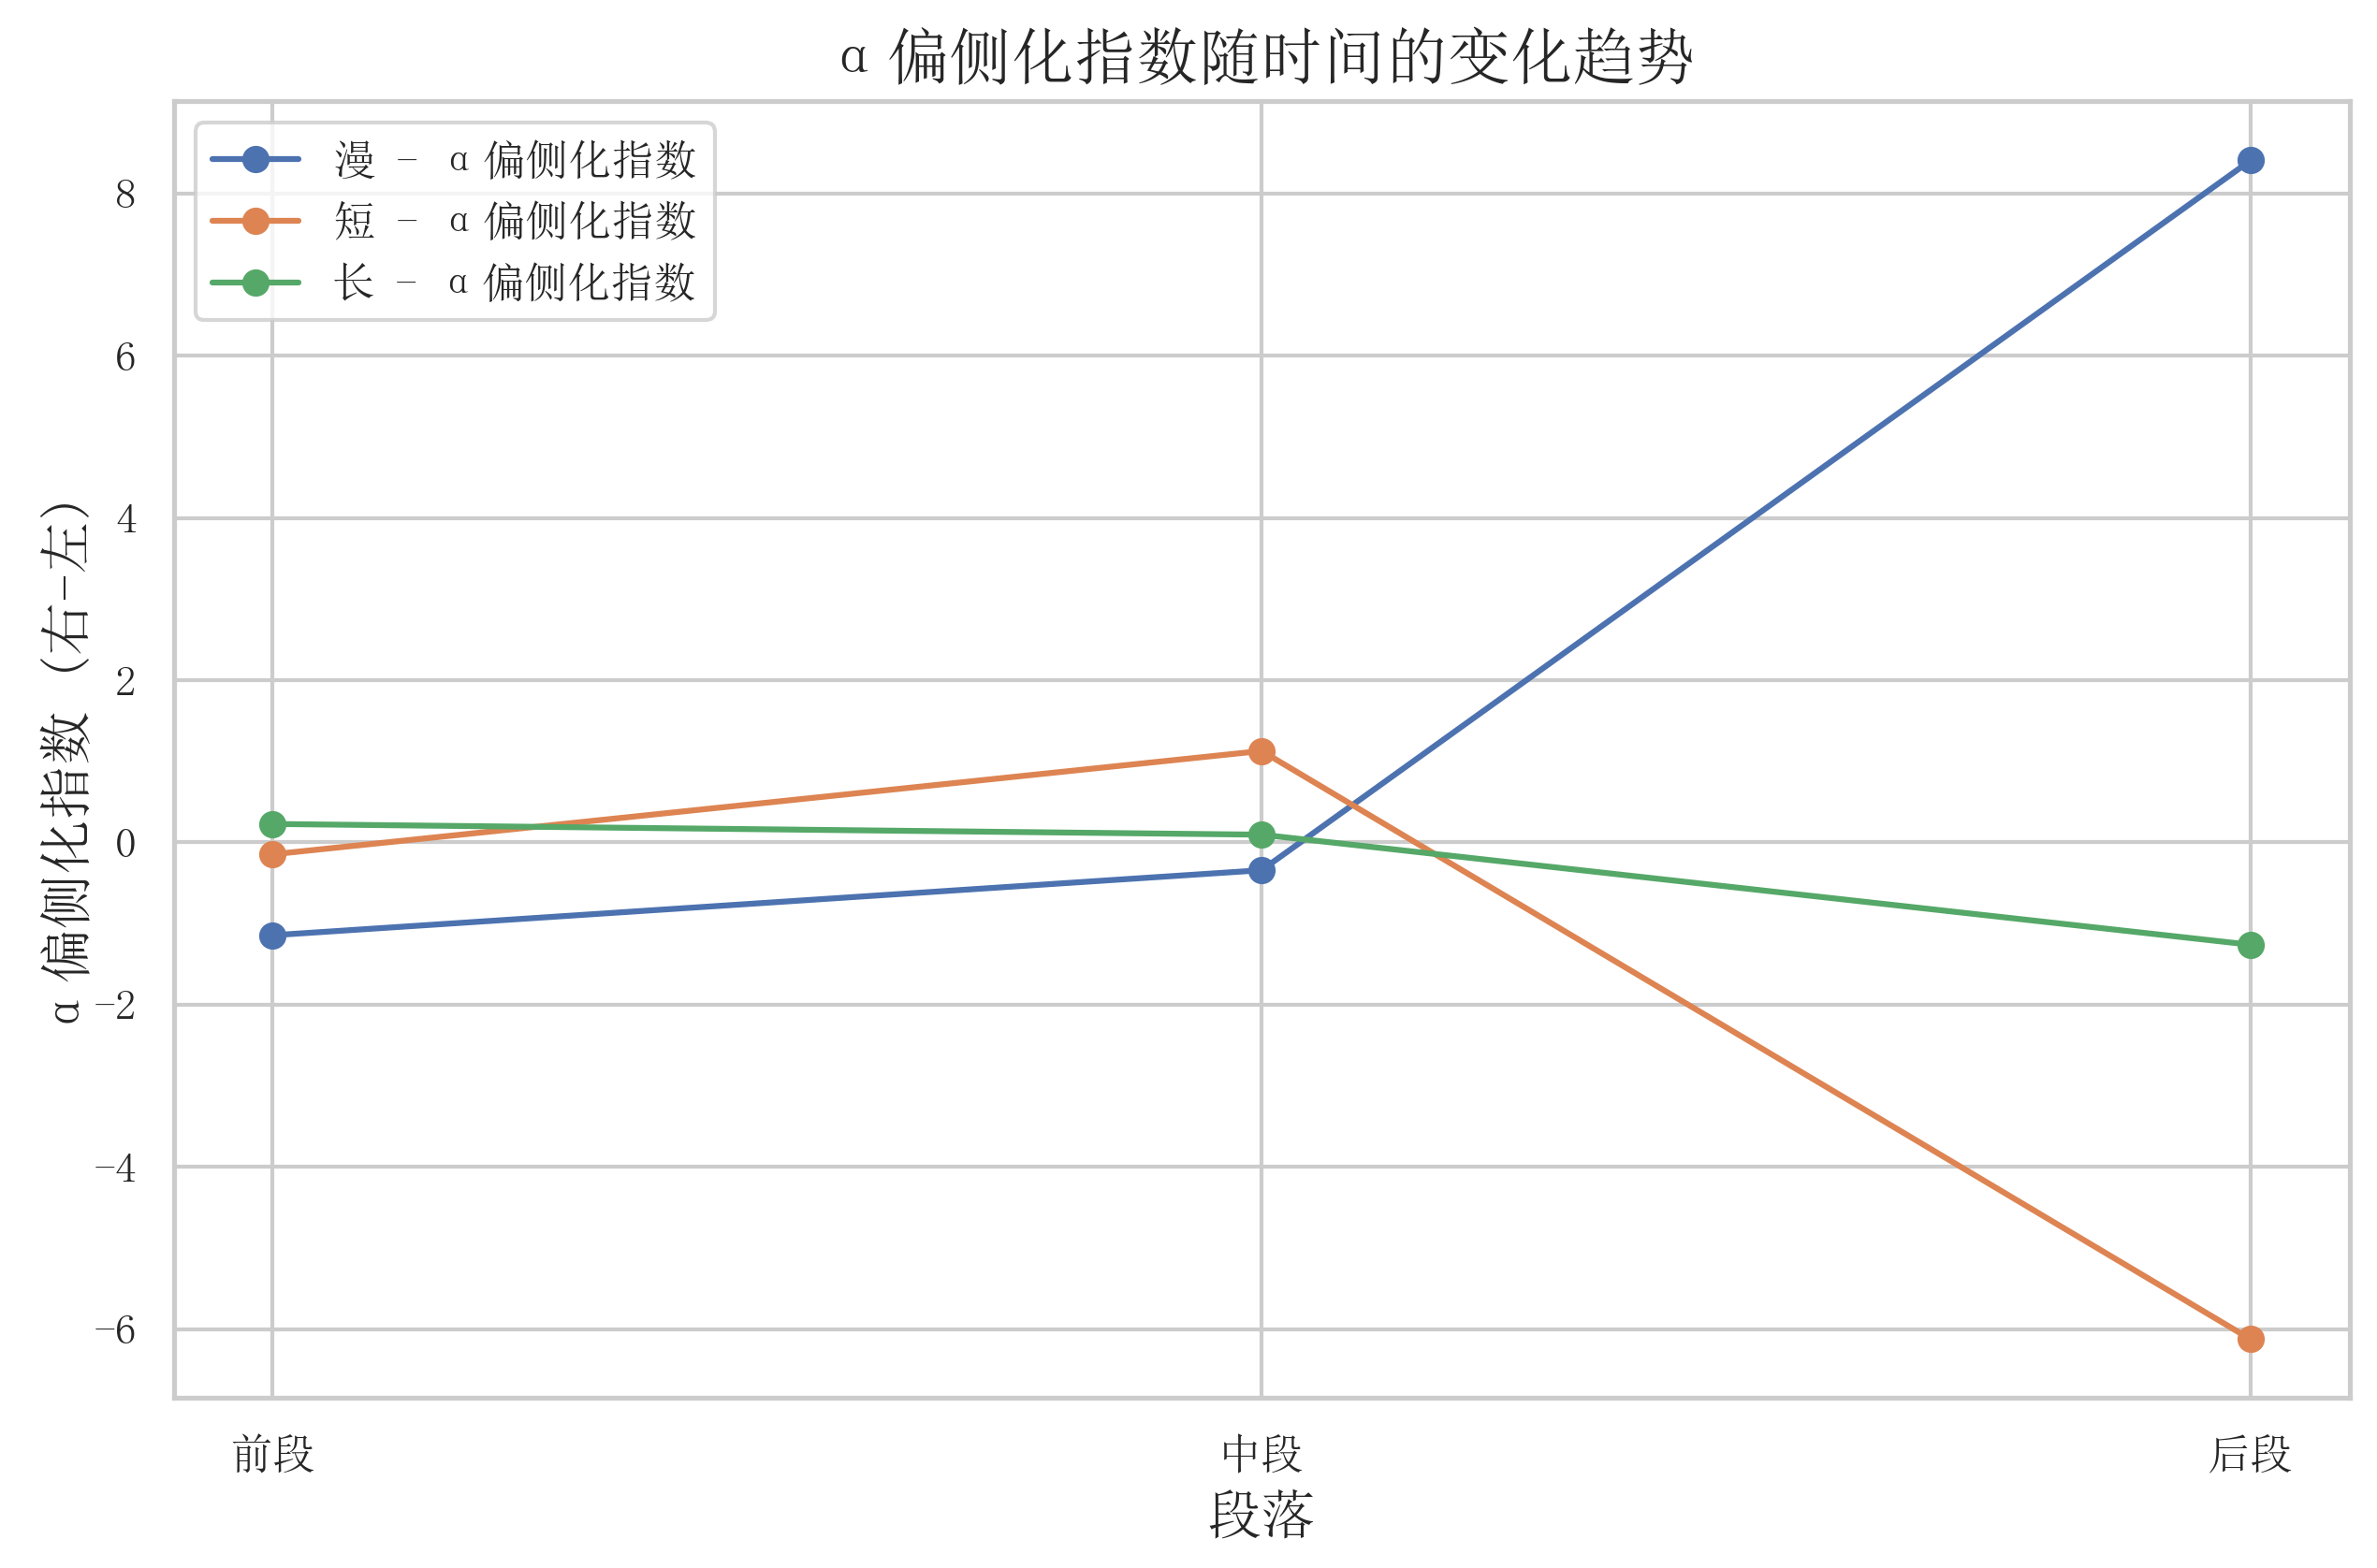 α 偏侧化指数随时间的变化趋势
漫 - α 偏侧化指数
短 - α 偏侧化指数
长 - α 偏侧化指数
α 偏侧化指数 (右-左)
8
6
4
2
0
−2
−4
−6
前段
中段
后段
段落